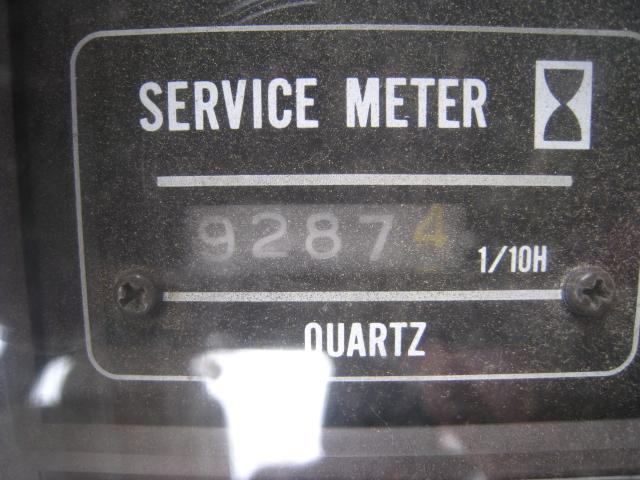 SERVICE METER
92874 1/10H
QUARTZ